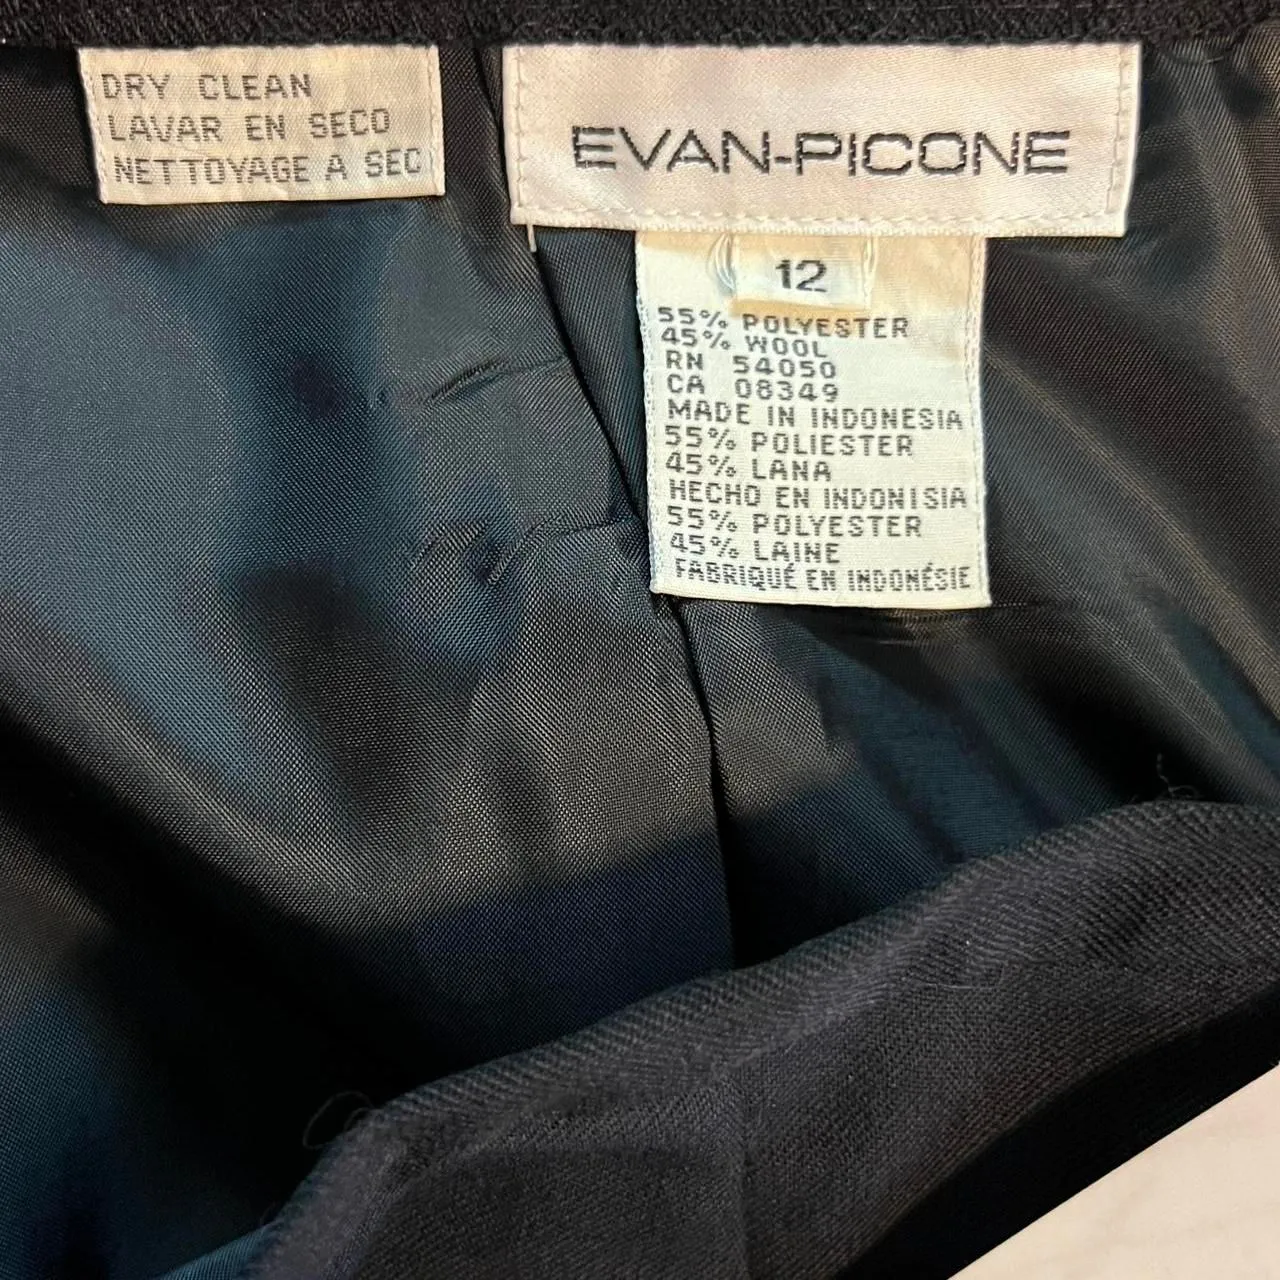 DRY CLEAN
LAVAR EN SECO
NETTOYAGE A SEC
EVAN-PICONE
12
55% POLYESTER
45% WOOL
RN 54050
CA 08349
MADE IN INDONESIA
55% POLIESTER
45% LANA
HECHO EN INDONISIA
55% POLYESTER
45% LAINE
FABRIQUÉ EN INDONÉSIE